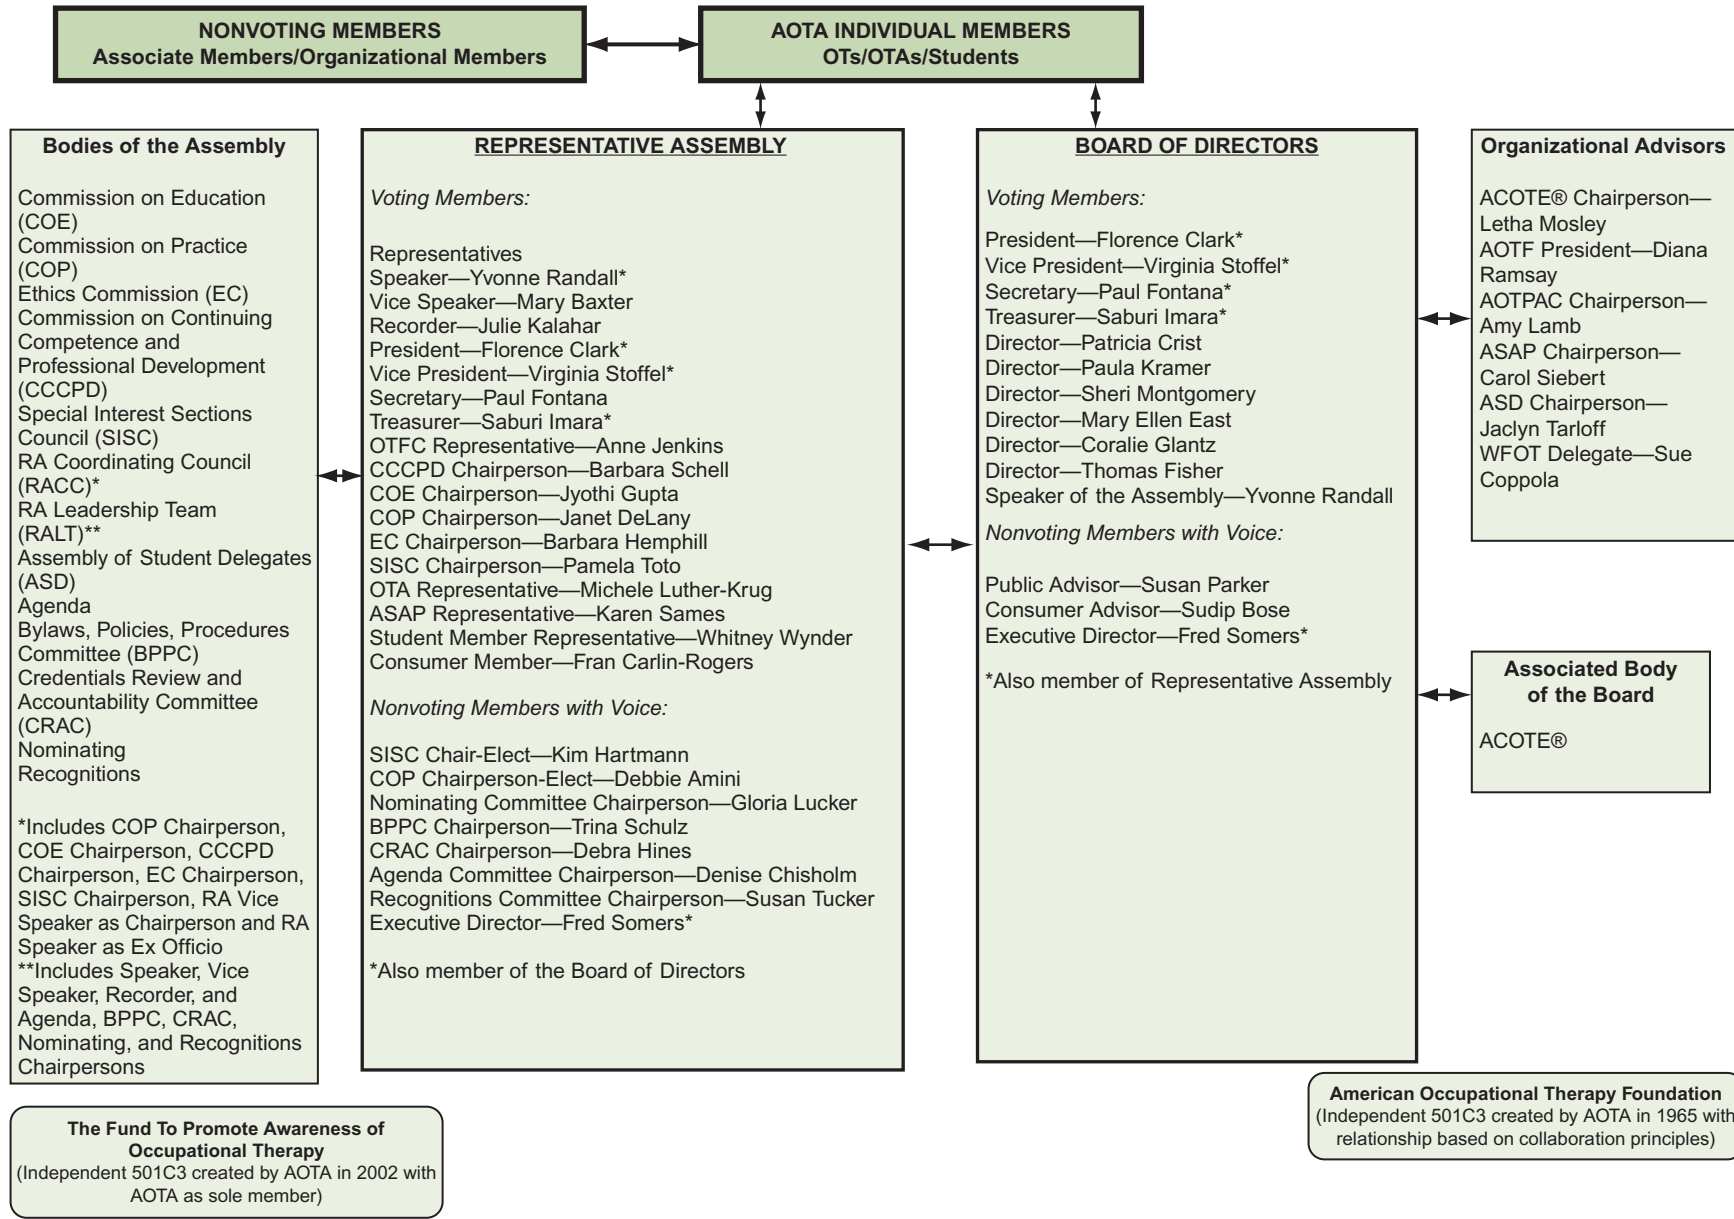 NONVOTING MEMBERS
Associate Members/Organizational Members
AOTA INDIVIDUAL MEMBERS
OTs/OTAs/Students
Bodies of the Assembly
Commission on Education
(COE)
Commission on Practice
(COP)
Ethics Commission (EC)
Commission on Continuing
Competence and
Professional Development
(CCCPD)
Special Interest Sections
Council (SISC)
RA Coordinating Council
(RACC)*
RA Leadership Team
(RALT)**
Assembly of Student Delegates
(ASD)
Agenda
Bylaws, Policies, Procedures
Committee (BPPC)
Credentials Review and
Accountability Committee
(CRAC)
Nominating
Recognitions
*Includes COP Chairperson,
COE Chairperson, CCCPD
Chairperson, EC Chairperson,
SISC Chairperson, RA Vice
Speaker as Chairperson and RA
Speaker as Ex Officio
**Includes Speaker, Vice
Speaker, Recorder, and
Agenda, BPPC, CRAC,
Nominating, and Recognitions
Chairpersons
REPRESENTATIVE ASSEMBLY
Voting Members:
Representatives
Speaker—Yvonne Randall*
Vice Speaker—Mary Baxter
Recorder—Julie Kalahar
President—Florence Clark*
Vice President—Virginia Stoffel*
Secretary—Paul Fontana
Treasurer—Saburi Imara*
OTFC Representative—Anne Jenkins
CCCPD Chairperson—Barbara Schell
COE Chairperson—Jyothi Gupta
COP Chairperson—Janet DeLany
EC Chairperson—Barbara Hemphill
SISC Chairperson—Pamela Toto
OTA Representative—Michele Luther-Krug
ASAP Representative—Karen Sames
Student Member Representative—Whitney Wynder
Consumer Member—Fran Carlin-Rogers
Nonvoting Members with Voice:
SISC Chair-Elect—Kim Hartmann
COP Chairperson-Elect—Debbie Amini
Nominating Committee Chairperson—Gloria Lucker
BPPC Chairperson—Trina Schulz
CRAC Chairperson—Debra Hines
Agenda Committee Chairperson—Denise Chisholm
Recognitions Committee Chairperson—Susan Tucker
Executive Director—Fred Somers*
*Also member of the Board of Directors
BOARD OF DIRECTORS
Voting Members:
President—Florence Clark*
Vice President—Virginia Stoffel*
Secretary—Paul Fontana*
Treasurer—Saburi Imara*
Director—Patricia Crist
Director—Paula Kramer
Director—Sheri Montgomery
Director—Mary Ellen East
Director—Coralie Glantz
Director—Thomas Fisher
Speaker of the Assembly—Yvonne Randall
Nonvoting Members with Voice:
Public Advisor—Susan Parker
Consumer Advisor—Sudip Bose
Executive Director—Fred Somers*
*Also member of Representative Assembly
Organizational Advisors
ACOTE® Chairperson—
Letha Mosley
AOTF President—Diana
Ramsay
AOTPAC Chairperson—
Amy Lamb
ASAP Chairperson—
Carol Siebert
ASD Chairperson—
Jaclyn Tarloff
WFOT Delegate—Sue
Coppola
Associated Body
of the Board
ACOTE®
The Fund To Promote Awareness of
Occupational Therapy
(Independent 501C3 created by AOTA in 2002 with
AOTA as sole member)
American Occupational Therapy Foundation
(Independent 501C3 created by AOTA in 1965 with
relationship based on collaboration principles)